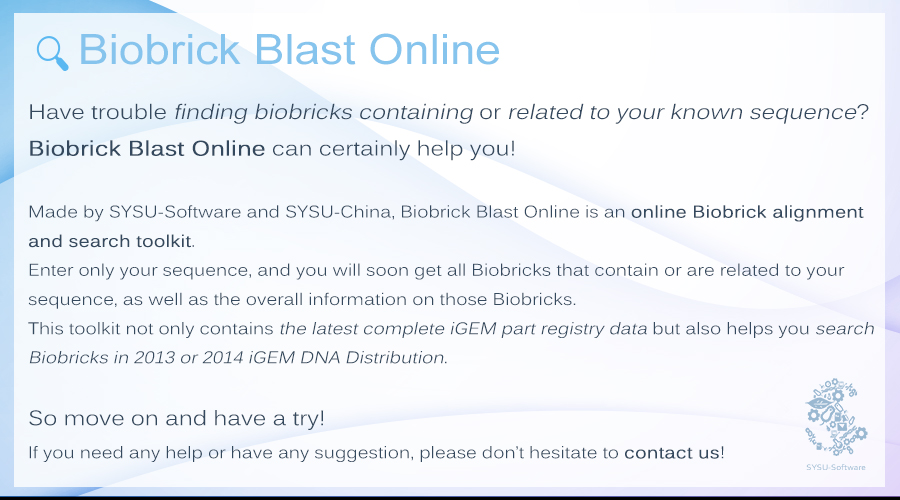 Biobrick Blast Online
Have trouble finding biobricks containing or related to your known sequence?
Biobrick Blast Online can certainly help you!
Made by SYSU-Software and SYSU-China, Biobrick Blast Online is an online Biobrick alignment
and search toolkit.
Enter only your sequence, and you will soon get all Biobricks that contain or are related to your
sequence, as well as the overall information on those Biobricks.
This toolkit not only contains the latest complete iGEM part registry data but also helps you search
Biobricks in 2013 or 2014 iGEM DNA Distribution.
So move on and have a try!
If you need any help or have any suggestion, please don't hesitate to contact us!
SYSU-Software